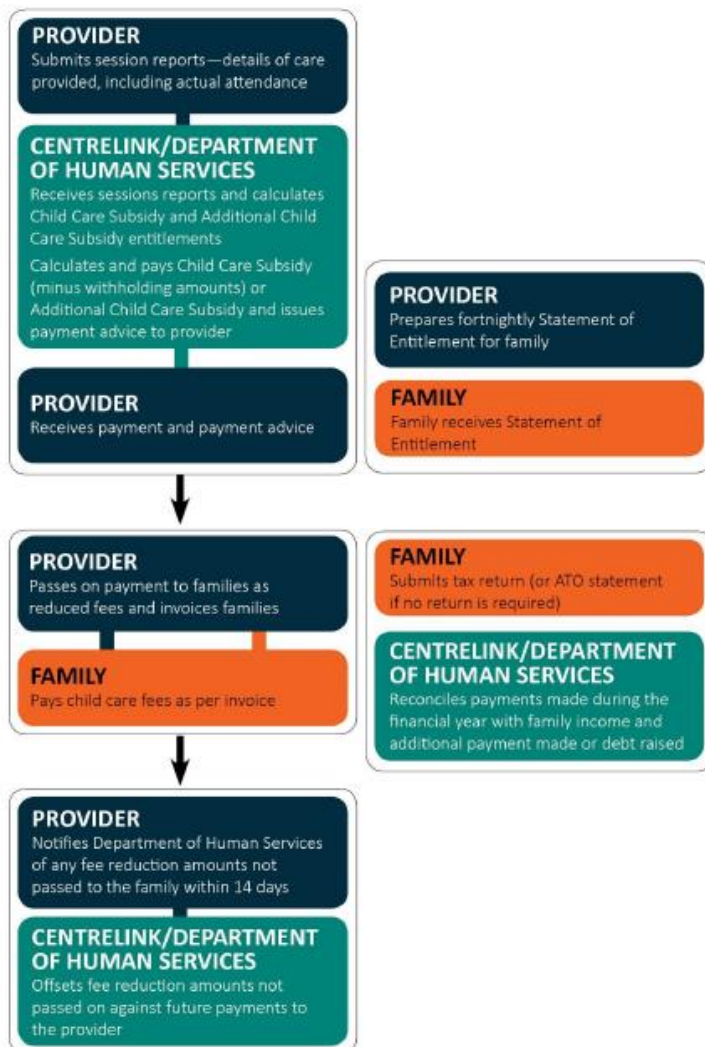 PROVIDER
Submits session reports—details of care
provided, including actual attendance
CENTRELINK/DEPARTMENT
OF HUMAN SERVICES
Receives sessions reports and calculates
Child Care Subsidy and Additional Child
Care Subsidy entitlements
Calculates and pays Child Care Subsidy
(minus withholding amounts) or
Additional Child Care Subsidy and issues
payment advice to provider
PROVIDER
Receives payment and payment advice
PROVIDER
Prepares fortnightly Statement of
Entitlement for family
FAMILY
Family receives Statement of
Entitlement
PROVIDER
Passes on payment to families as
reduced fees and invoices families
FAMILY
Pays child care fees as per invoice
FAMILY
Submits tax return (or ATO statement
if no return is required)
CENTRELINK/DEPARTMENT
OF HUMAN SERVICES
Reconciles payments made during the
financial year with family income and
additional payment made or debt raised
PROVIDER
Notifies Department of Human Services
of any fee reduction amounts not
passed to the family within 14 days
CENTRELINK/DEPARTMENT
OF HUMAN SERVICES
Offsets fee reduction amounts not
passed on against future payments to
the provider